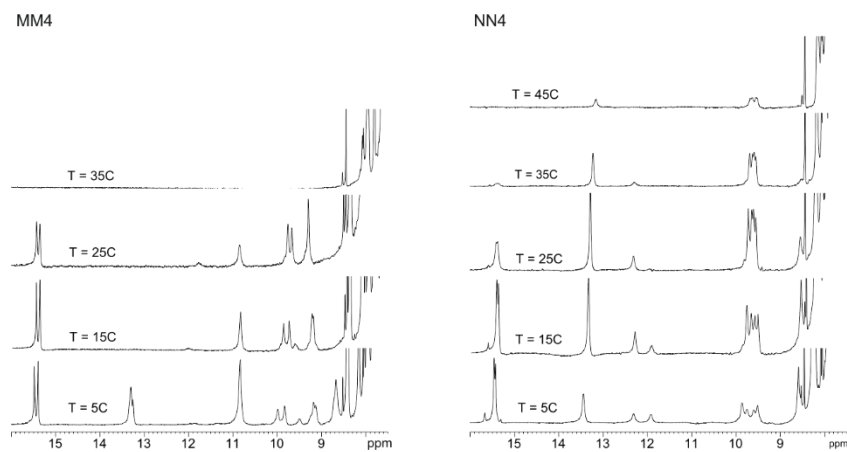 MM4
NN4
T = 45C
T = 35C
T = 35C
T = 25C
T = 25C
T = 15C
T = 15C
T = 5C
T = 5C
15 14 13 12 11 10 9 ppm
16 15 14 13 12 11 10 9 ppm